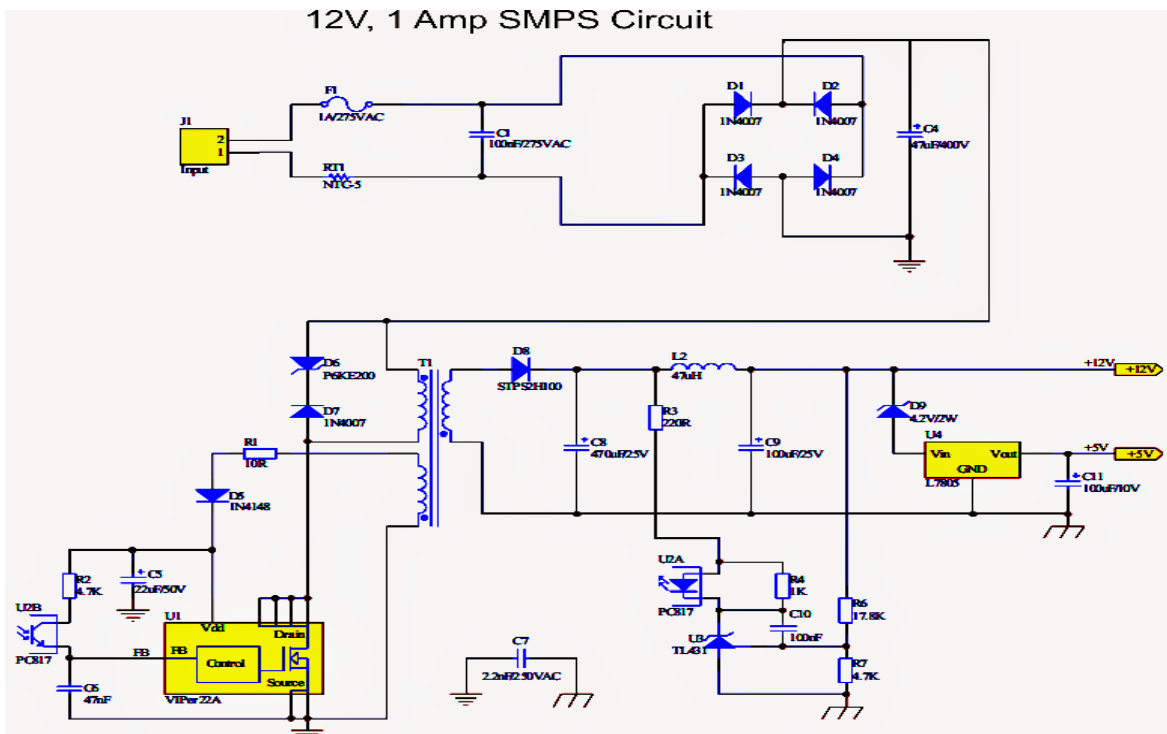 12V, 1 Amp SMPS Circuit
F1
1A/275VAC
J1
2
1
Input
RT1
NTC-5
C1
100nF/275VAC
D1
1N4007
D2
1N4007
D3
1N4007
D4
1N4007
C4
47uF/400V
D6
P6KE200
D7
1N4007
T1
D8
STPS2H100
L2
47uH
R3
220R
+12V
+12V
D9
4.2V/2W
U4
Vin
Vout
GND
L7805
+5V
+5V
C8
470uF/25V
C9
100uF/25V
C11
100uF/10V
R1
10R
D5
1N4148
R2
4.7K
C5
22uF/50V
U2B
PC817
U1
Vdd
Drain
FB
FB
Control
Source
VIPer 22A
C6
47nF
C7
2.2nF/250VAC
U2A
PC817
R4
1K
C10
100nF
U3
TL431
R6
17.8K
R7
4.7K